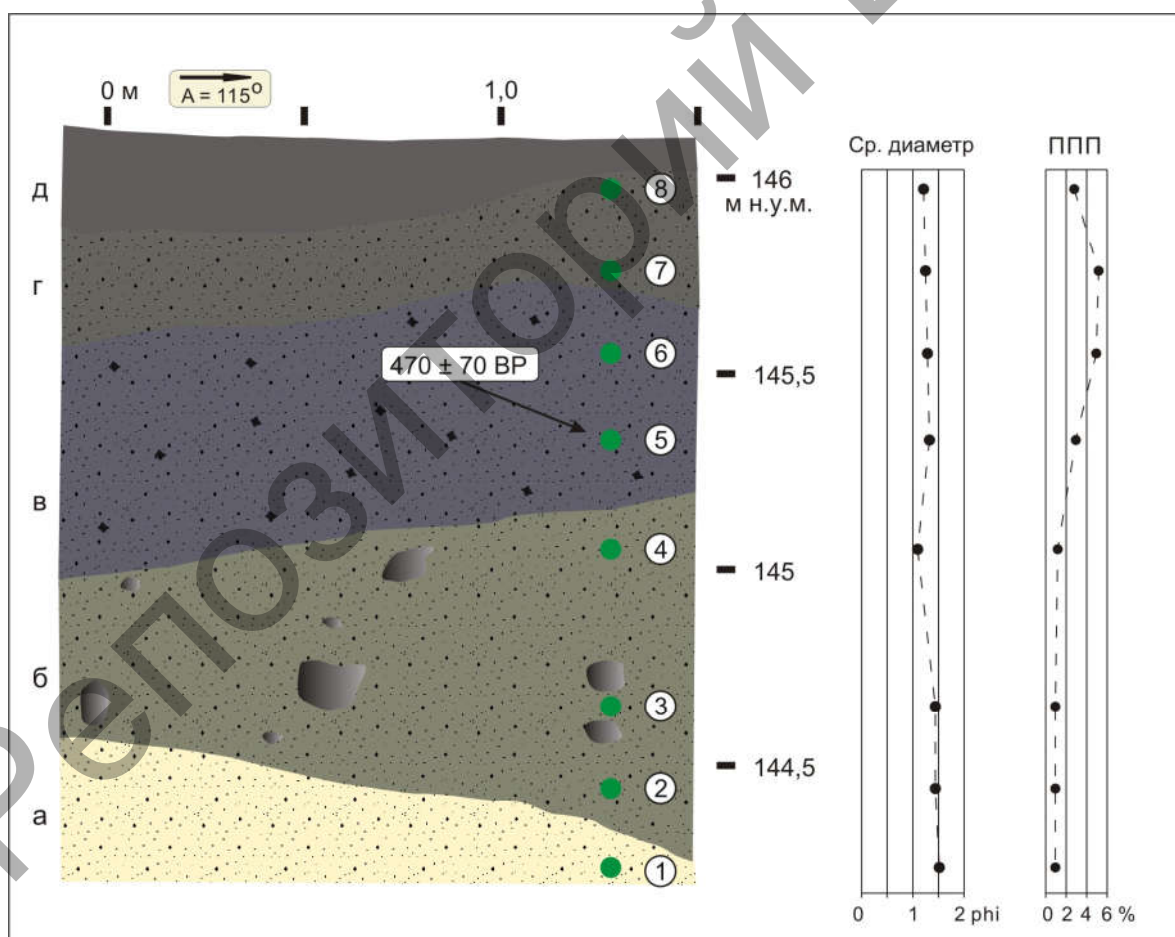 0 м
A = 115°
1,0
Ср. диаметр
ППП
д
г
в
б
а
470 ± 70 BP
8
7
6
5
4
3
2
1
146
м н.у.м.
145,5
145
144,5
0 1 2 phi
0 2 4 6 %
Репозиторий